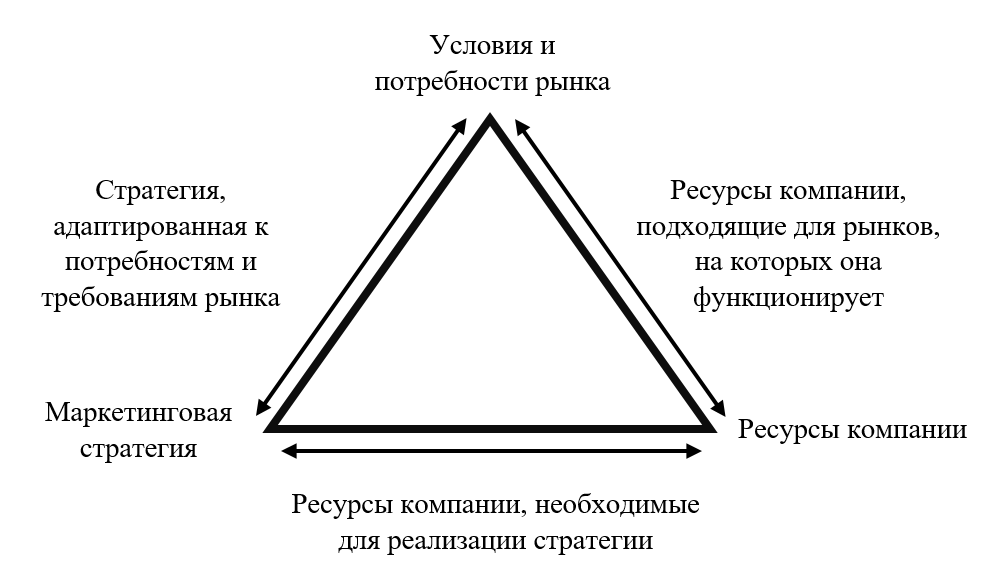 Условия и
потребности рынка
Стратегия,
адаптированная к
потребностям и
требованиям рынка
Ресурсы компании,
подходящие для рынков,
на которых она
функционирует
Маркетинговая
стратегия
Ресурсы компании
Ресурсы компании, необходимые
для реализации стратегии